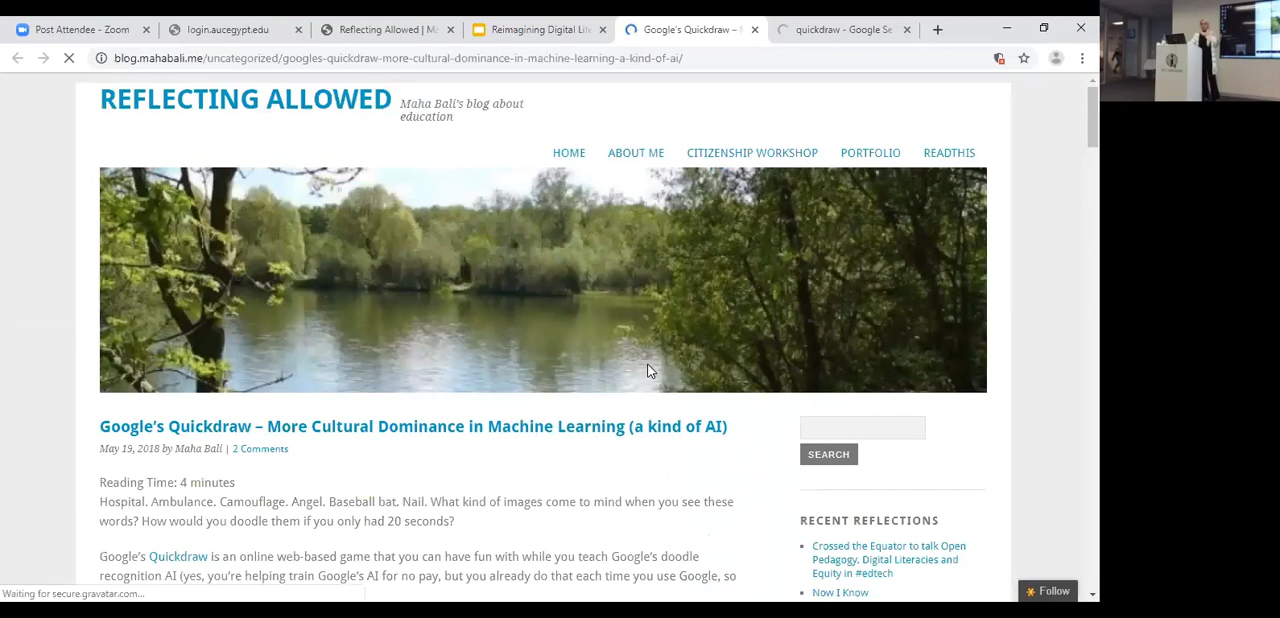 Post Attendee - Zoom
login.aucegypt.edu
Reflecting Allowed | Ma
Reimagining Digital Lite
Google's Quickdraw – M
quickdraw - Google Se
blog.mahabali.me/uncategorized/googles-quickdraw-more-cultural-dominance-in-machine-learning-a-kind-of-ai/
REFLECTING ALLOWED
Maha Bali's blog about
education
HOME ABOUT ME CITIZENSHIP WORKSHOP PORTFOLIO READTHIS
Google's Quickdraw – More Cultural Dominance in Machine Learning (a kind of AI)
May 19, 2018 by Maha Bali | 2 Comments
SEARCH
Reading Time: 4 minutes
Hospital. Ambulance. Camouflage. Angel. Baseball bat. Nail. What kind of images come to mind when you see these
words? How would you doodle them if you only had 20 seconds?
Google's Quickdraw is an online web-based game that you can have fun with while you teach Google's doodle
recognition AI (yes, you're helping train Google's AI for no pay, but you already do that each time you use Google, so
RECENT REFLECTIONS
Crossed the Equator to talk Open
Pedagogy, Digital Literacies and
Equity in #edtech
Now I Know
Follow
Waiting for secure.gravatar.com...